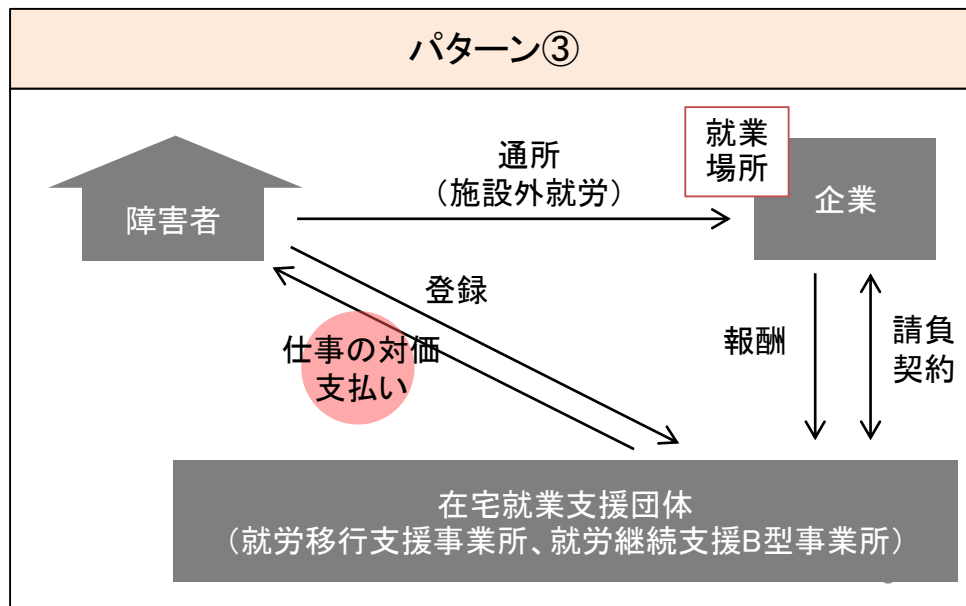 パターン③
就業
場所
通所
（施設外就労）
企業
障害者
登録
仕事の対価
支払い
報酬
請負
契約
在宅就業支援団体
（就労移行支援事業所、就労継続支援B型事業所）